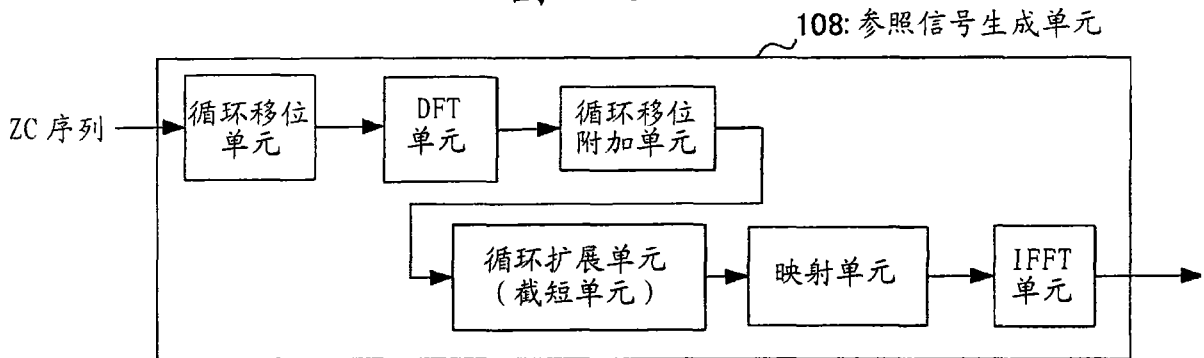 108:参照信号生成单元
ZC 序列
循环移位
单元
DFT
单元
循环移位
附加单元
循环扩展单元
(截短单元)
映射单元
IFFT
单元